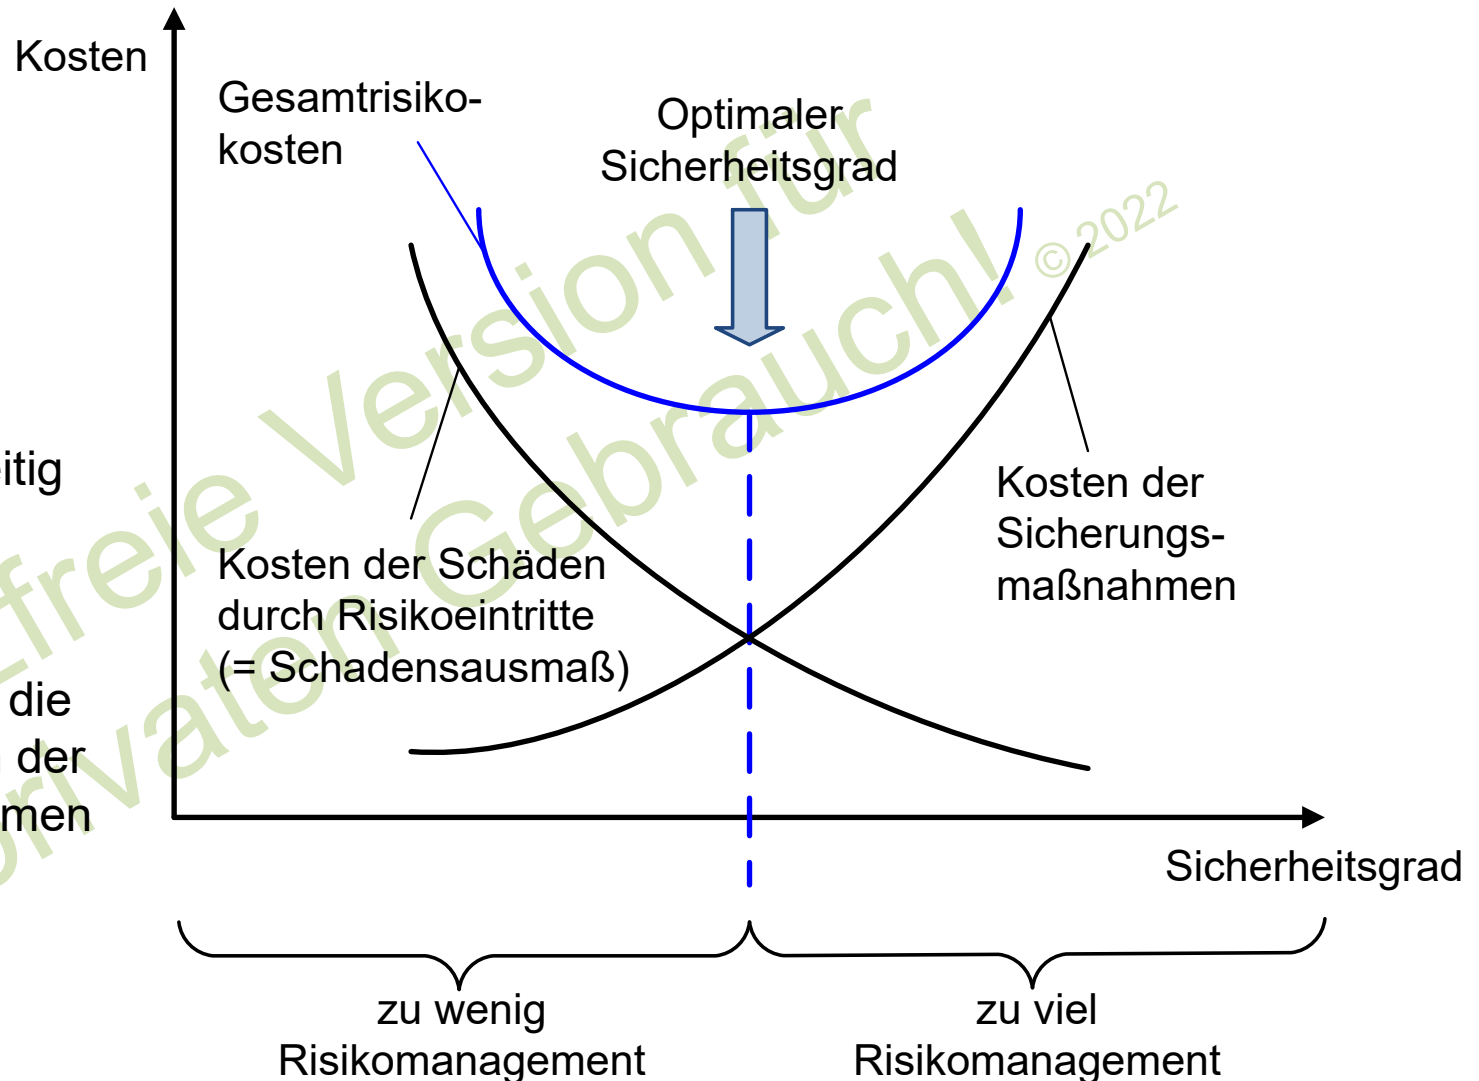 Kosten
Gesamtrisiko-
kosten
Optimaler
Sicherheitsgrad
© 2022
eitig
Kosten der
Sicherungs-
maßnahmen
Kosten der Schäden
durch Risikoeintritte
(= Schadensausmaß)
die
der
men
Sicherheitsgrad
zu wenig
Risikomanagement
zu viel
Risikomanagement
freie Version für
privaten Gebrauch!